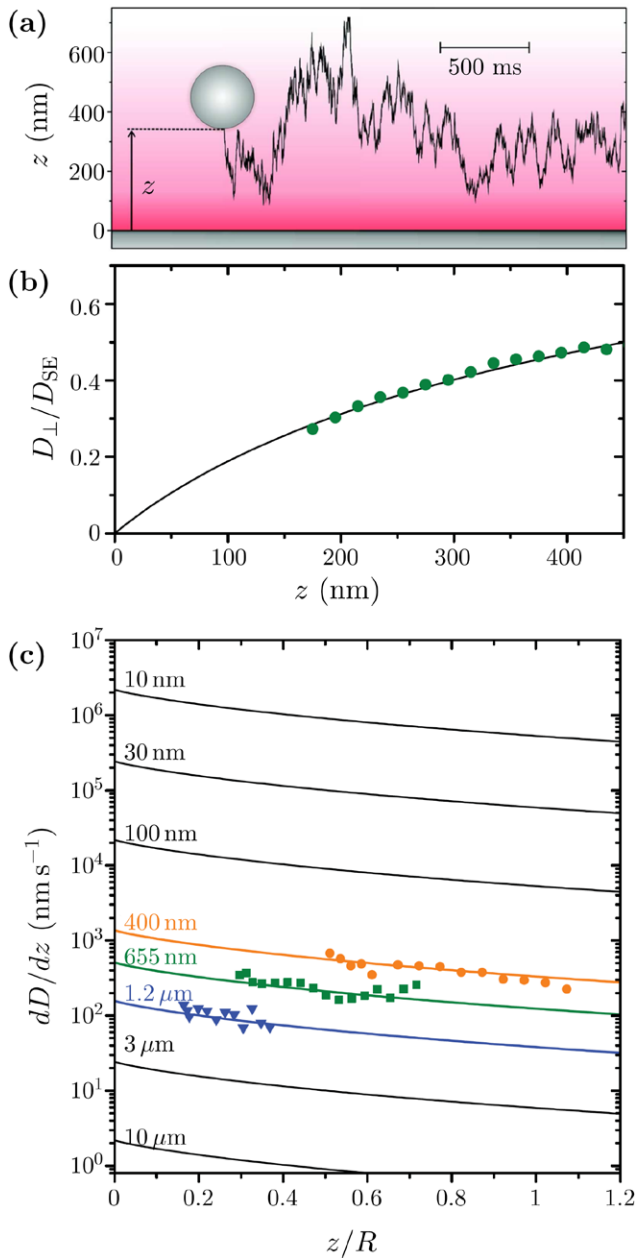 (a)
z (nm)
600
400
300
0
z
500 ms
(b)
D⊥/DSE
0.6
0.4
0.2
0
0
100
200
300
400
z (nm)
(c)
dD/dz (nm s⁻¹)
10⁷
10⁶
10⁵
10⁴
10³
10²
10¹
10⁰
10 nm
30 nm
100 nm
400 nm
655 nm
1.2 μm
3 μm
10 μm
0
0.2
0.4
0.6
0.8
1
1.2
z/R